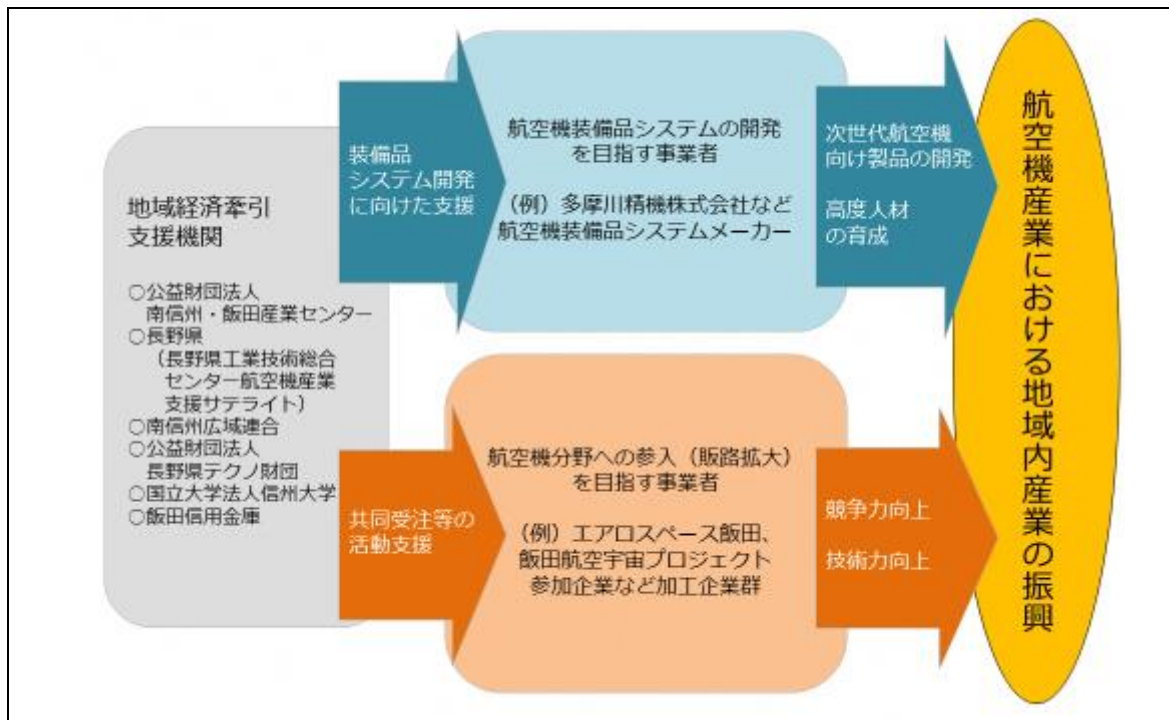 地域経済牽引
支援機関
○公益財団法人
南信州・飯田産業センター
○長野県
（長野県工業技術総合
センター航空機産業
支援サテライト）
○南信州広域連合
○公益財団法人
長野県テクノ財団
○国立大学法人信州大学
○飯田信用金庫
装備品
システム開発
に向けた支援
航空機装備品システムの開発
を目指す事業者
（例）多摩川精機株式会社など
航空機装備品システムメーカー
次世代航空機
向け製品の開発
高度人材
の育成
共同受注等の
活動支援
航空機分野への参入（販路拡大）
を目指す事業者
（例）エアロスペース飯田、
飯田航空宇宙プロジェクト
参加企業など加工企業群
競争力向上
技術力向上
航空機産業における地域内産業の振興